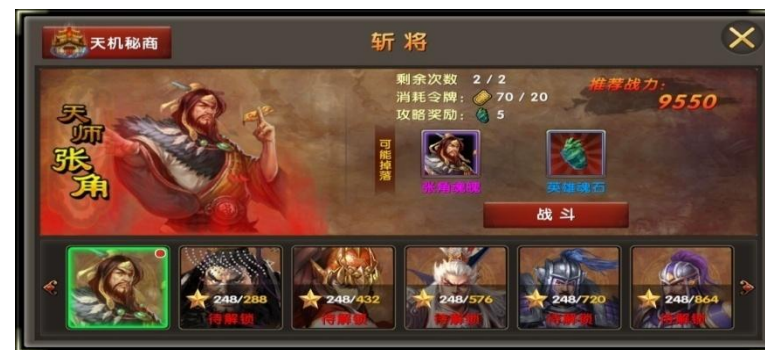 天机秘商
斩将
剩余次数 2 / 2
消耗令牌： 70 / 20
攻略奖励： 5
推荐战力：
9550
天师
张角
可能掉落
张角魂魄
英雄魂石
战斗
248/288
待解锁
248/432
待解锁
248/576
待解锁
248/720
待解锁
248/864
待解锁